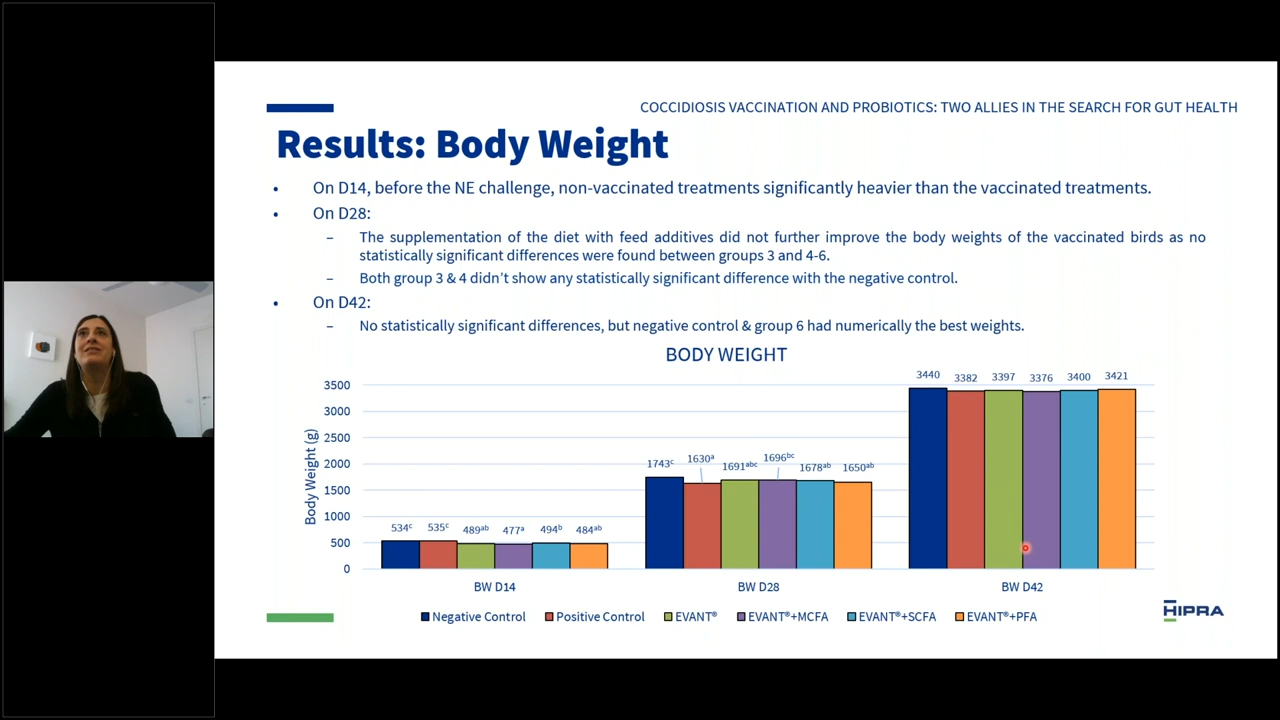 COCCIDIOSIS VACCINATION AND PROBIOTICS: TWO ALLIES IN THE SEARCH FOR GUT HEALTH
Results: Body Weight
• On D14, before the NE challenge, non-vaccinated treatments significantly heavier than the vaccinated treatments.
• On D28:
– The supplementation of the diet with feed additives did not further improve the body weights of the vaccinated birds as no
statistically significant differences were found between groups 3 and 4-6.
– Both group 3 & 4 didn't show any statistically significant difference with the negative control.
• On D42:
– No statistically significant differences, but negative control & group 6 had numerically the best weights.
BODY WEIGHT
Body Weight (g)
3500
3000
2500
2000
1500
1000
500
0
534ᶜ 535ᶜ 489ᵃᵇ 477ᵃ 494ᵇ 484ᵃᵇ
1743ᶜ 1630ᵃ 1691ᵃᵇᶜ 1696ᵇᶜ 1678ᵃᵇ 1650ᵃᵇ
3440 3382 3397 3376 3400 3421
BW D14 BW D28 BW D42
Negative Control Positive Control EVANT® EVANT®+MCFA EVANT®+SCFA EVANT®+PFA
HIPRA